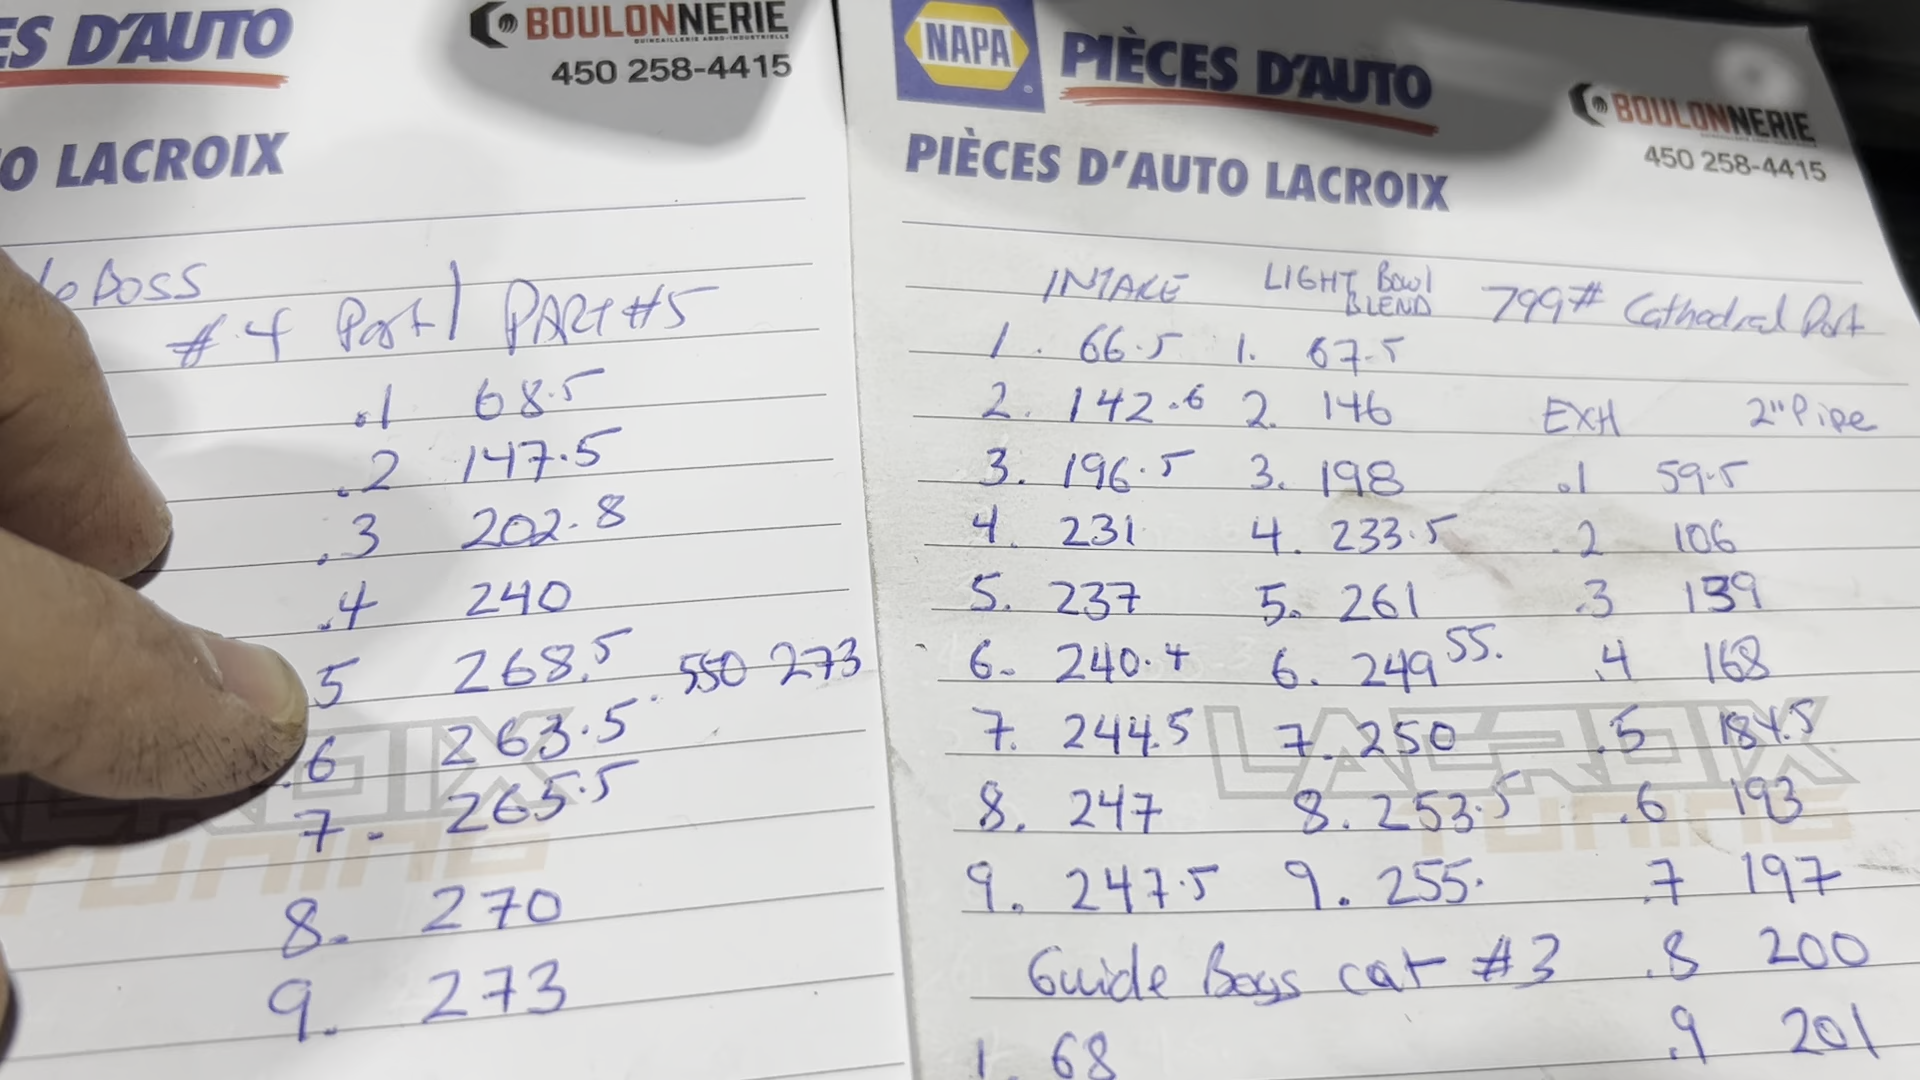 ES D'AUTO
BOULONNERIE
QUINCAILLERIE AGRO-INDUSTRIELLE
450 258-4415
O LACROIX
Boss
#4 Port | PART #5
.1 68.5
.2 147.5
.3 202.8
.4 240
5 268.5 .550 273
.6 263.5
7. 265.5
8. 270
9. 273
NAPA PIÈCES D'AUTO
BOULONNERIE
450 258-4415
PIÈCES D'AUTO LACROIX
INTAKE LIGHT Bowl BLEND 799# Cathedral Port
1. 66.5 1. 67.5
2. 142.6 2. 146 EXH 2" Pipe
3. 196.5 3. 198 .1 59.5
4. 231 4. 233.5 .2 106
5. 237 5. 261 .3 139
6. 240.4 6. 249 55. .4 168
7. 244.5 7. 250 .5 184.5
8. 247 8. 253.5 .6 193
9. 247.5 9. 255. .7 197
Guide Boys cat #3 .8 200
1. 68 .9 201
LACROIX
TUNING